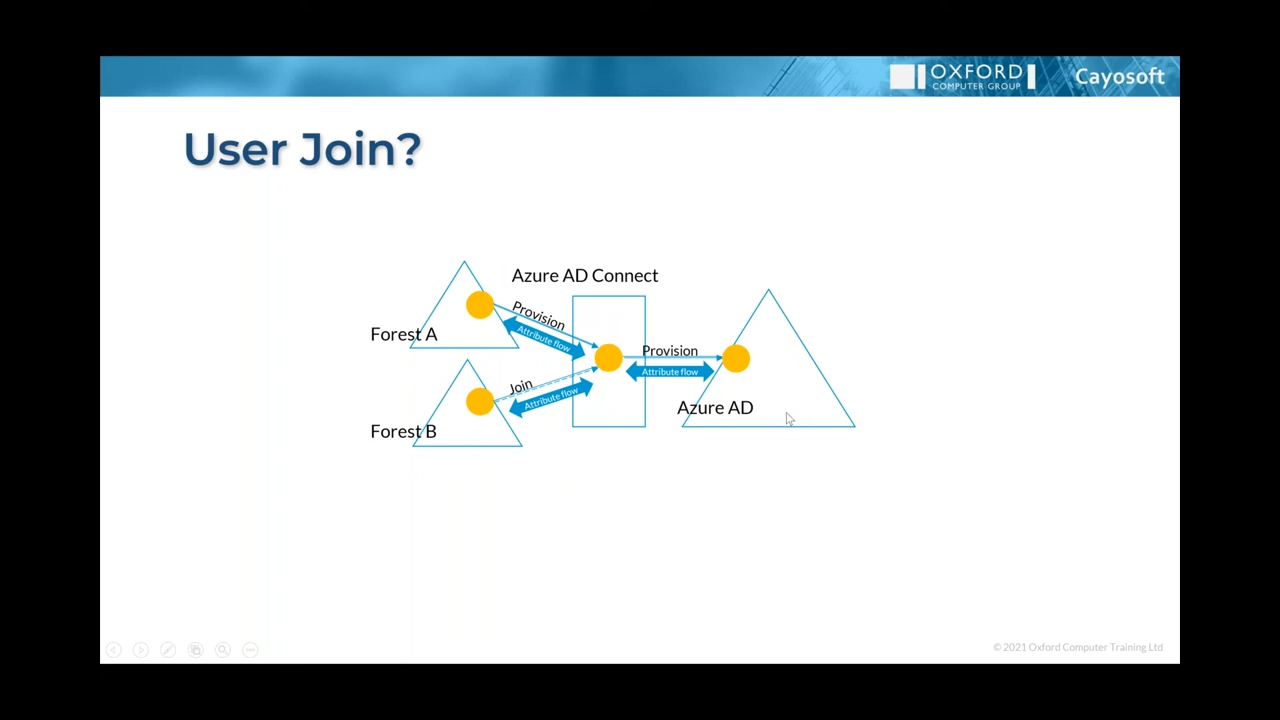 OXFORD
COMPUTER GROUP
Cayosoft
User Join?
Azure AD Connect
Provision
Attribute flow
Forest A
Provision
Attribute flow
Join
Attribute flow
Azure AD
Forest B
© 2021 Oxford Computer Training Ltd